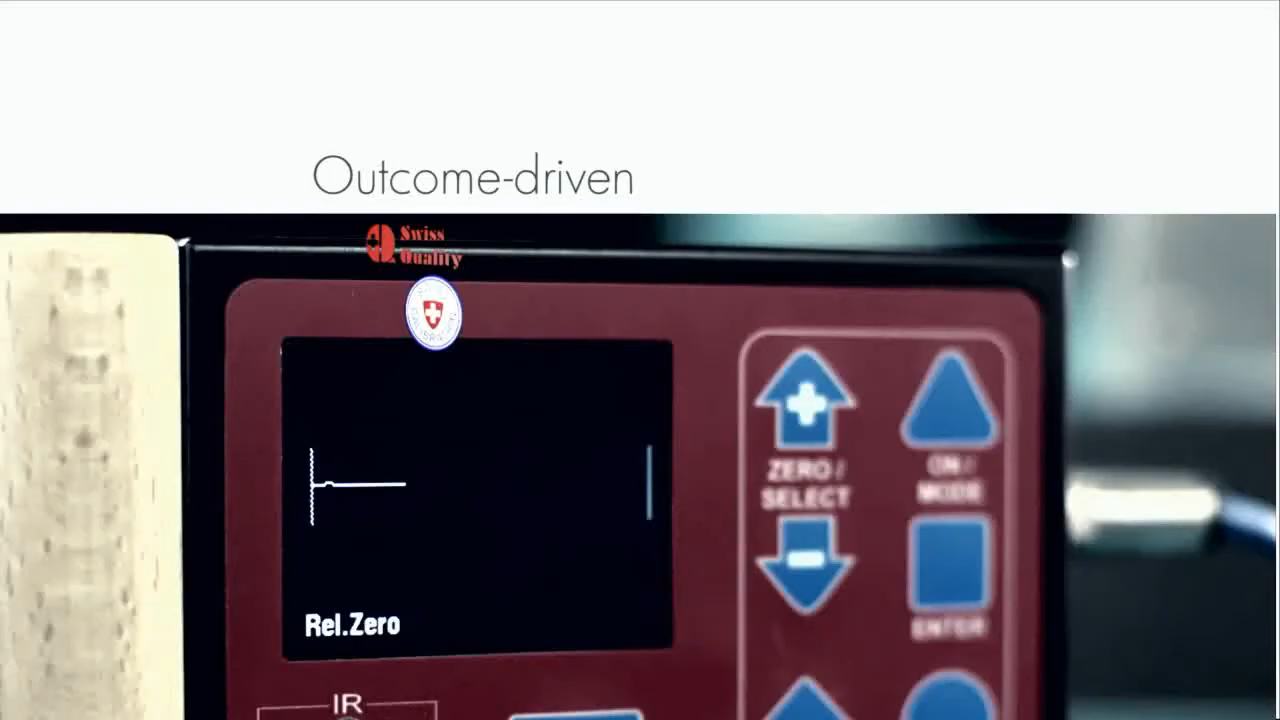 Outcome-driven
Swiss
Quality
ZERO /
SELECT
ON /
MODE
ENTER
Rel.Zero
IR